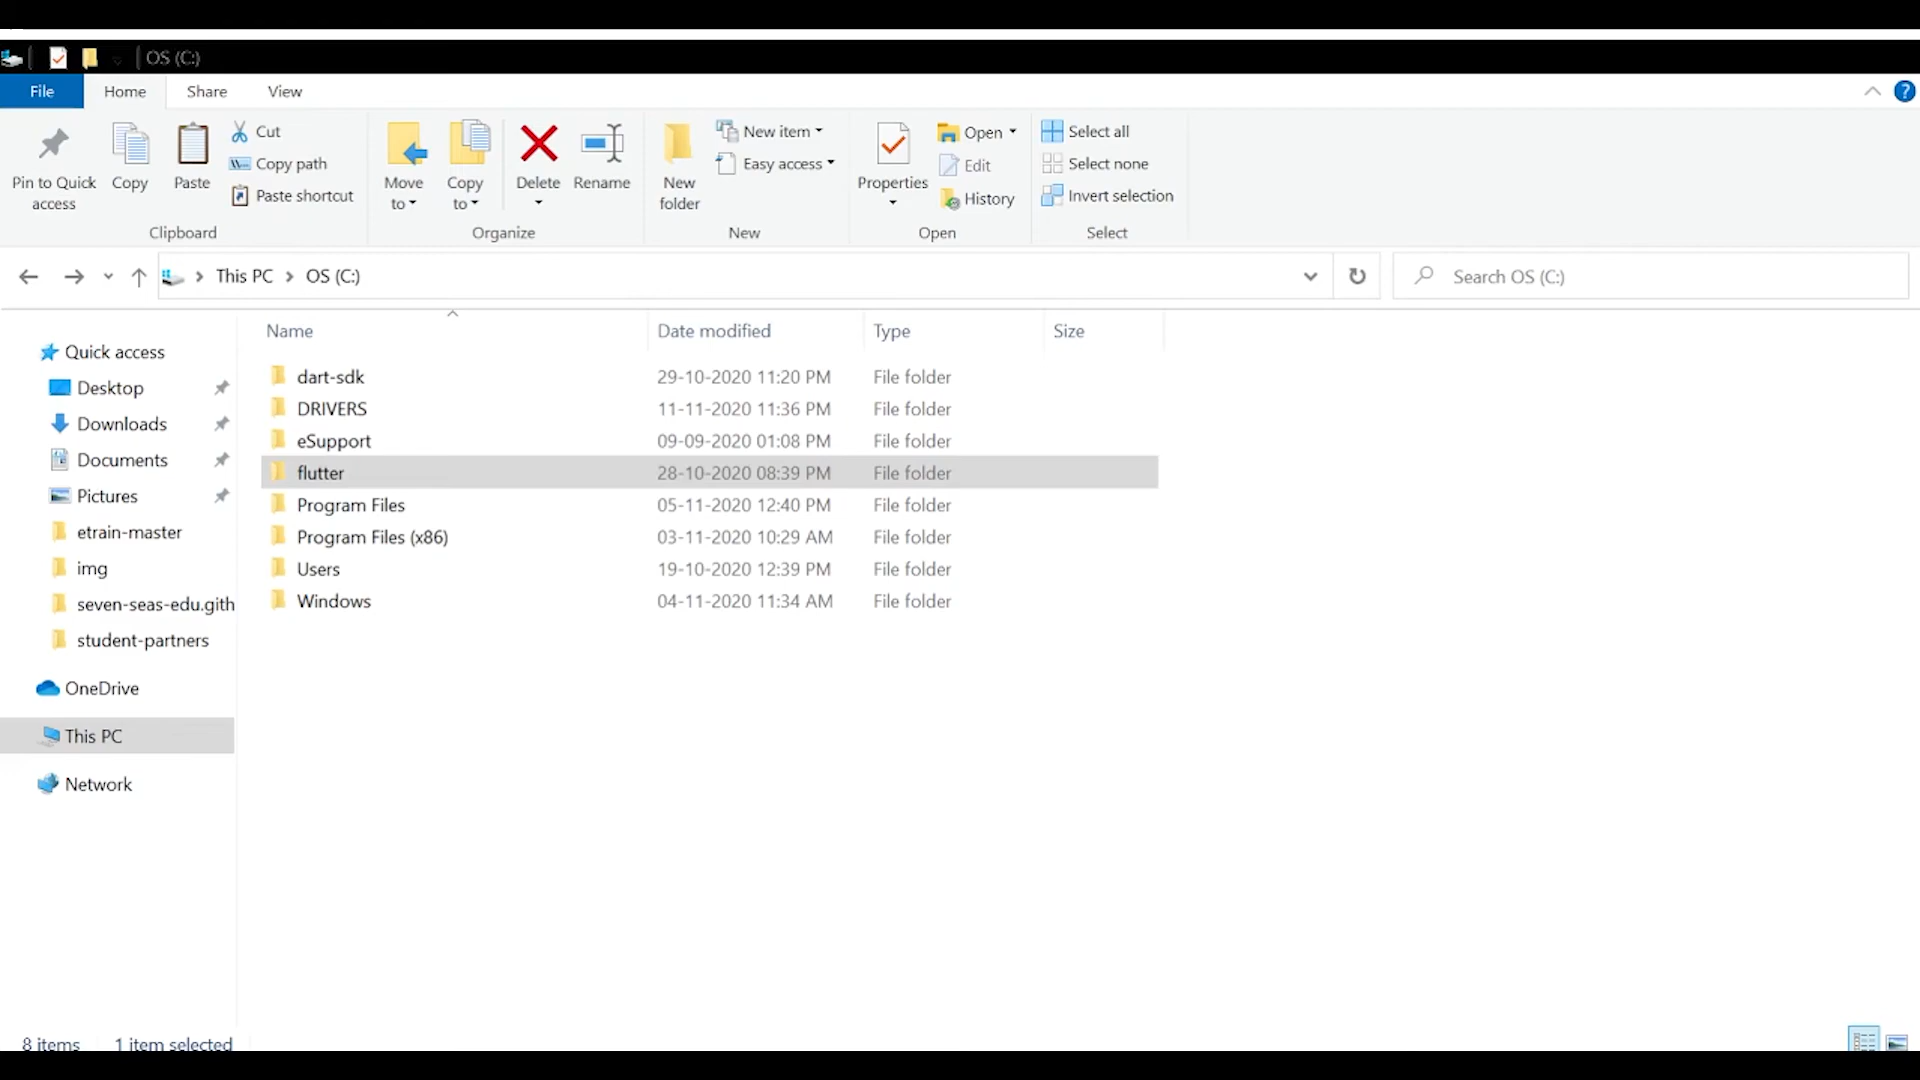 OS (C:)
File Home Share View
Pin to Quick access
Copy
Paste
Cut
Copy path
Paste shortcut
Clipboard
Move to
Copy to
Delete
Rename
Organize
New folder
New item
Easy access
New
Properties
Open
Edit
History
Open
Select all
Select none
Invert selection
Select
This PC OS (C:)
Search OS (C:)
Quick access
Desktop
Downloads
Documents
Pictures
etrain-master
img
seven-seas-edu.gith
student-partners
OneDrive
This PC
Network
Name Date modified Type Size
dart-sdk 29-10-2020 11:20 PM File folder
DRIVERS 11-11-2020 11:36 PM File folder
eSupport 09-09-2020 01:08 PM File folder
flutter 28-10-2020 08:39 PM File folder
Program Files 05-11-2020 12:40 PM File folder
Program Files (x86) 03-11-2020 10:29 AM File folder
Users 19-10-2020 12:39 PM File folder
Windows 04-11-2020 11:34 AM File folder
8 items 1 item selected